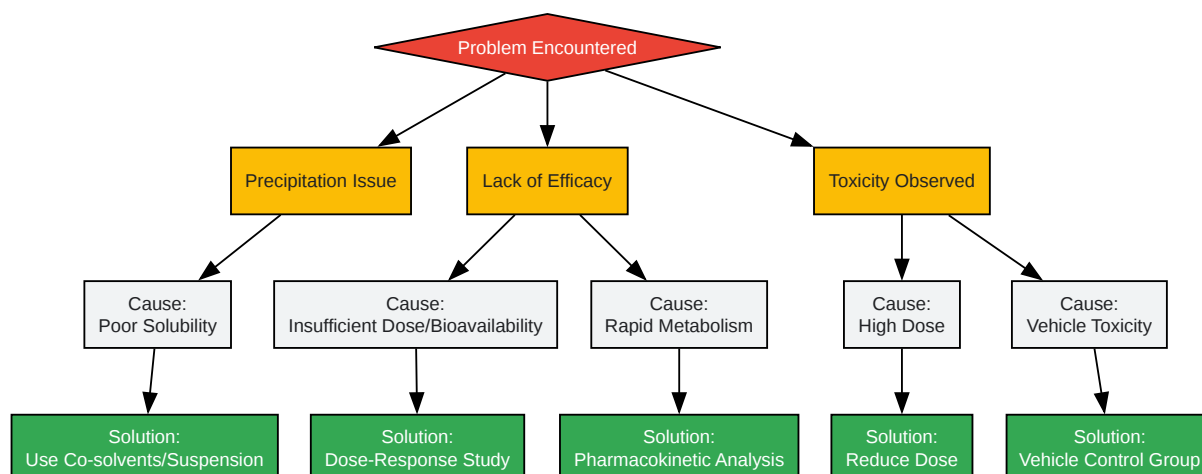 Problem Encountered
Precipitation Issue
Lack of Efficacy
Toxicity Observed
Cause:
Poor Solubility
Cause:
Insufficient Dose/Bioavailability
Cause:
Rapid Metabolism
Cause:
High Dose
Cause:
Vehicle Toxicity
Solution:
Use Co-solvents/Suspension
Solution:
Dose-Response Study
Solution:
Pharmacokinetic Analysis
Solution:
Reduce Dose
Solution:
Vehicle Control Group